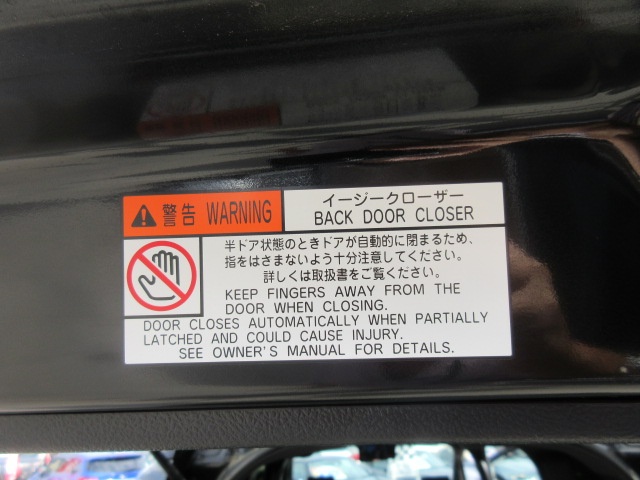 警告 WARNING
イージークローザー
BACK DOOR CLOSER
半ドア状態のときドアが自動的に閉まるため、
指をはさまないよう十分注意してください。
詳しくは取扱書をご覧ください。
KEEP FINGERS AWAY FROM THE
DOOR WHEN CLOSING.
DOOR CLOSES AUTOMATICALLY WHEN PARTIALLY
LATCHED AND COULD CAUSE INJURY.
SEE OWNER'S MANUAL FOR DETAILS.